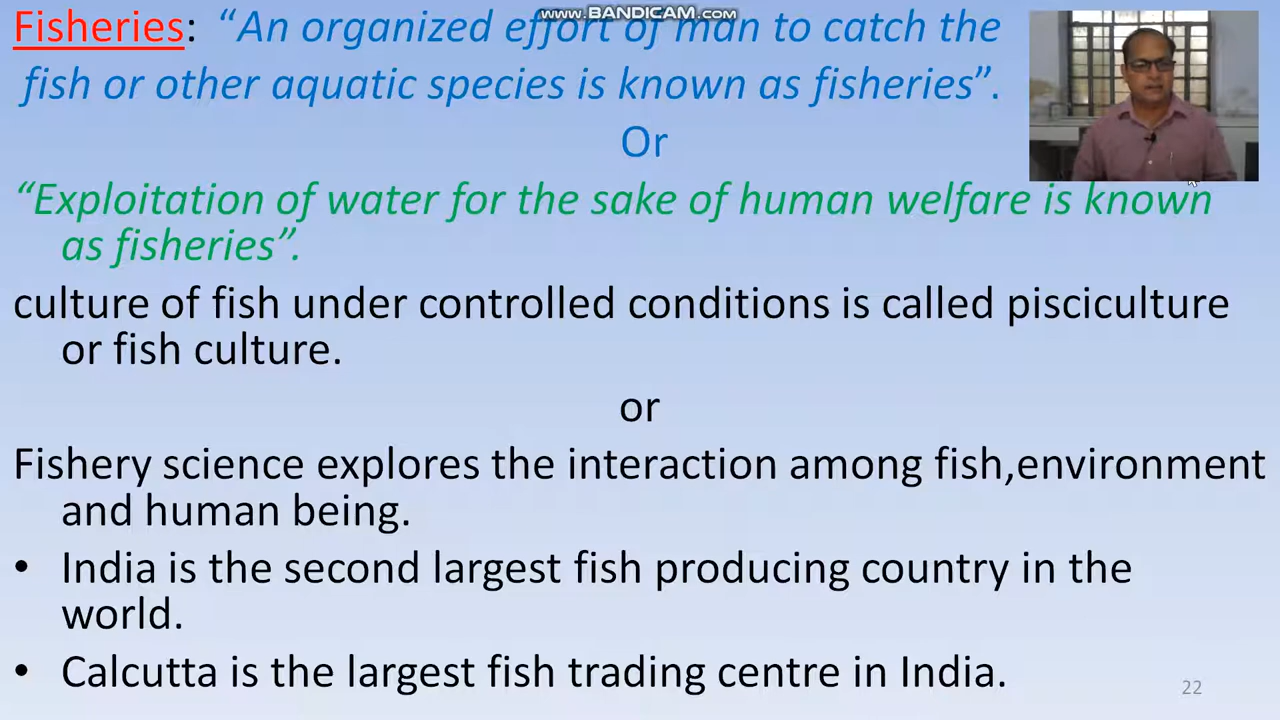 www.BANDICAM.com
Fisheries: “An organized effort of man to catch the
fish or other aquatic species is known as fisheries”.
Or
“Exploitation of water for the sake of human welfare is known
as fisheries”.
culture of fish under controlled conditions is called pisciculture
or fish culture.
or
Fishery science explores the interaction among fish,environment
and human being.
• India is the second largest fish producing country in the
world.
• Calcutta is the largest fish trading centre in India.
22